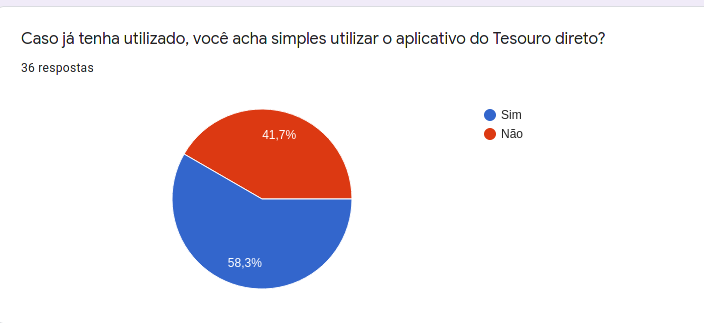 Caso já tenha utilizado, você acha simples utilizar o aplicativo do Tesouro direto?
36 respostas
Sim
Não
41,7%
58,3%